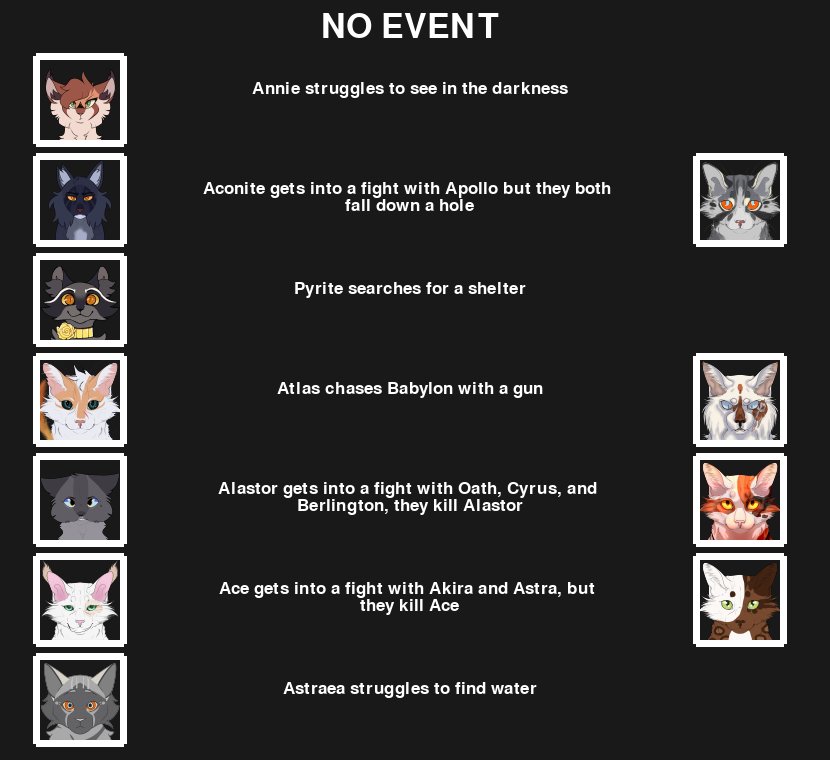 NO EVENT
Annie struggles to see in the darkness
Aconite gets into a fight with Apollo but they both
fall down a hole
Pyrite searches for a shelter
Atlas chases Babylon with a gun
Alastor gets into a fight with Oath, Cyrus, and
Berlington, they kill Alastor
Ace gets into a fight with Akira and Astra, but
they kill Ace
Astraea struggles to find water